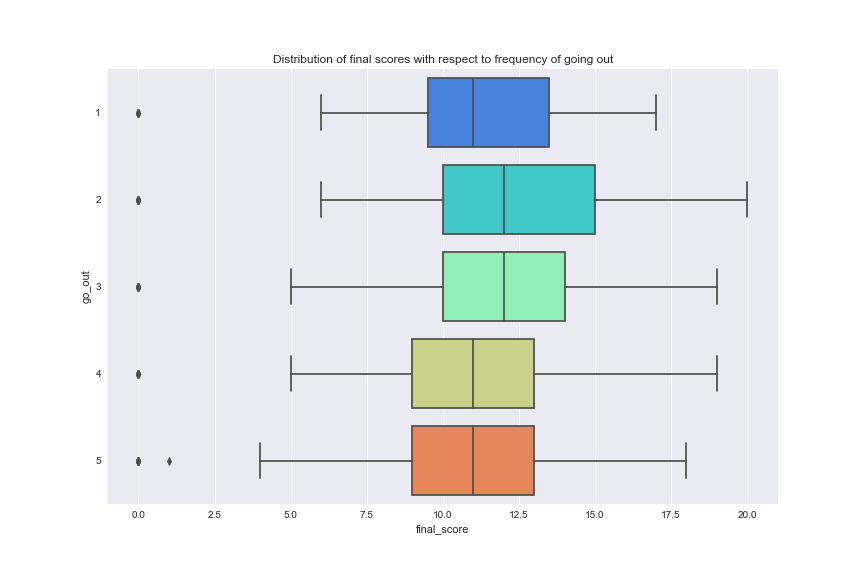 Distribution of final scores with respect to frequency of going out
1
2
3
4
5
go_out
0.0 2.5 5.0 7.5 10.0 12.5 15.0 17.5 20.0
final_score